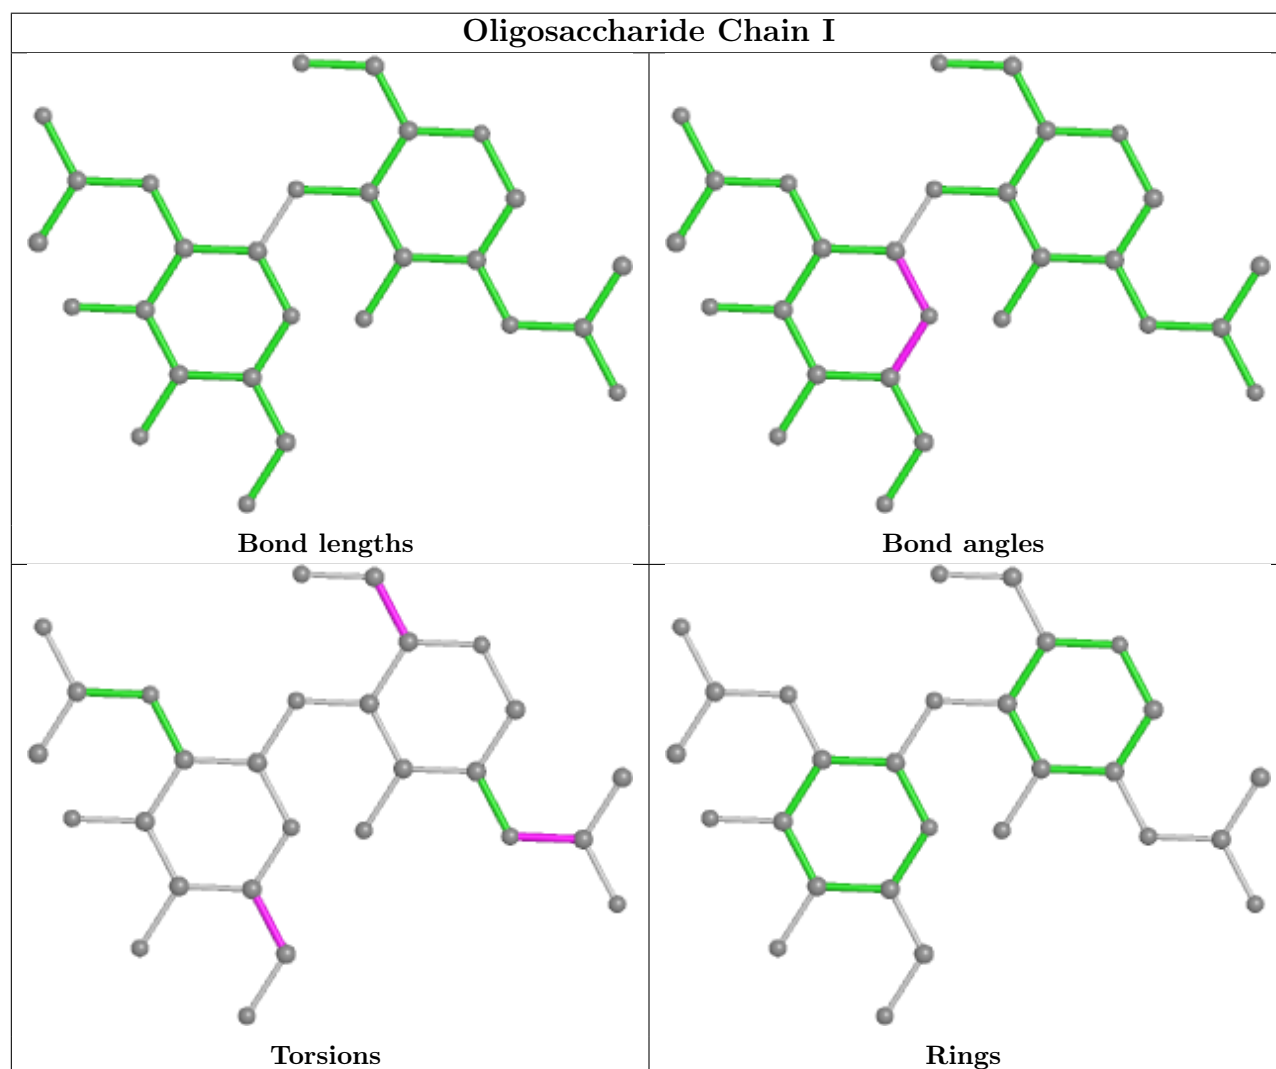 Oligosaccharide Chain I
Bond lengths
Bond angles
Torsions
Rings